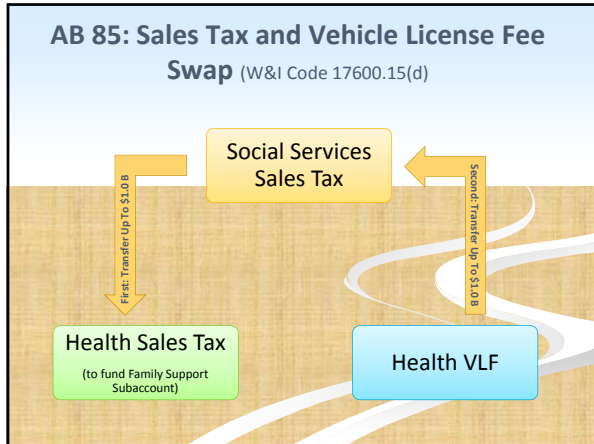 AB 85: Sales Tax and Vehicle License Fee
Swap (W&I Code 17600.15(d)
Social Services
Sales Tax
First: Transfer Up To $1.0 B
Second: Transfer Up To $1.0 B
Health Sales Tax
(to fund Family Support
Subaccount)
Health VLF